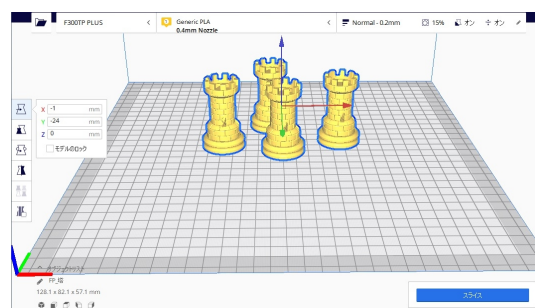 F300TP PLUS
Generic PLA
0.4mm Nozzle
Normal - 0.2mm
15%
オン
オン
X -1 mm
Y -24 mm
Z 0 mm
モデルのロック
FP_塔
128.1 x 82.1 x 57.1 mm
スライス